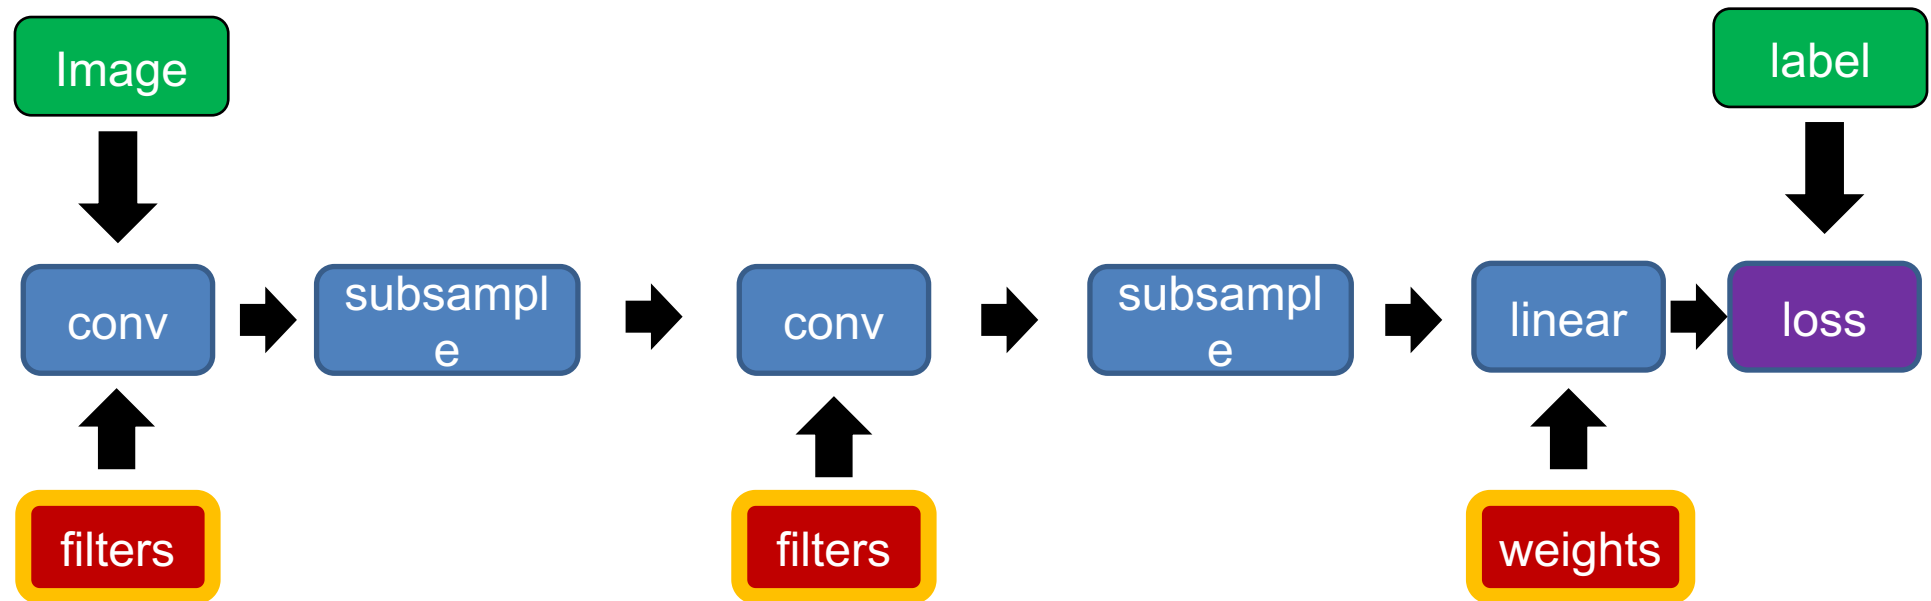 Image
label
conv
subsampl
e
conv
subsampl
e
linear
loss
filters
filters
weights